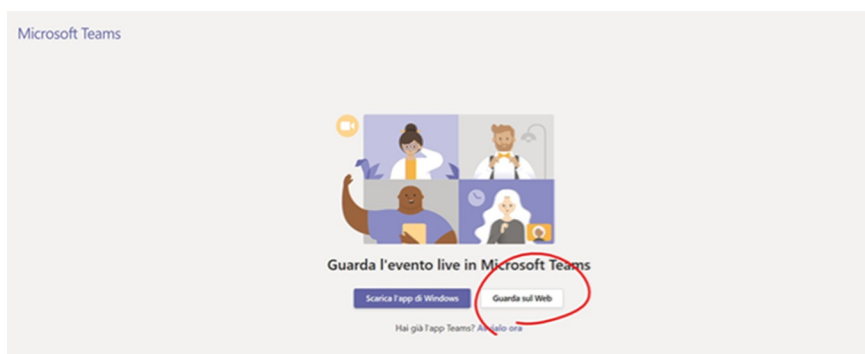 Microsoft Teams
Guarda l'evento live in Microsoft Teams
Scarica l'app di Windows
Guarda sul Web
Hai già l'app Teams? Avvialo ora